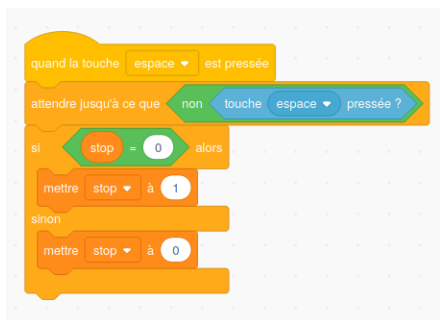 quand la touche espace est pressée
attendre jusqu'à ce que non touche espace pressée ?
si stop = 0 alors
mettre stop à 1
sinon
mettre stop à 0